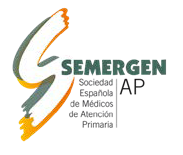 SEMERGEN
Sociedad
Española
de Médicos
de Atención
Primaria
AP